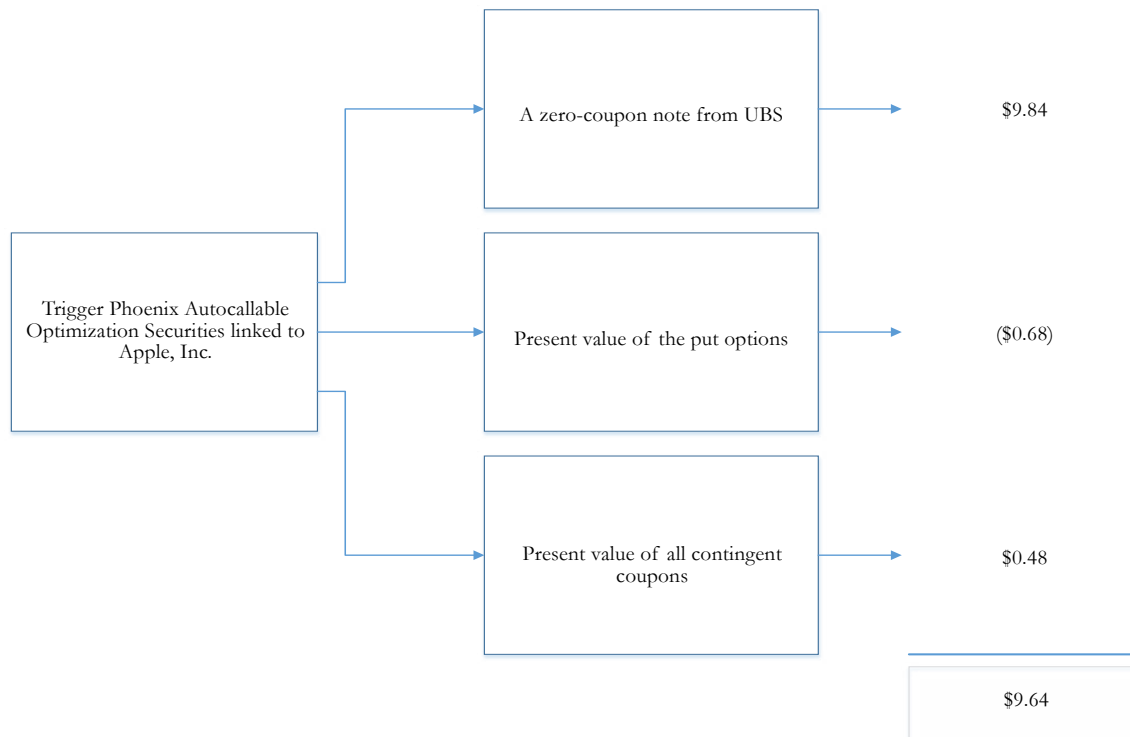 A zero-coupon note from UBS
$9.84
Trigger Phoenix Autocallable
Optimization Securities linked to
Apple, Inc.
Present value of the put options
($0.68)
Present value of all contingent
coupons
$0.48
$9.64